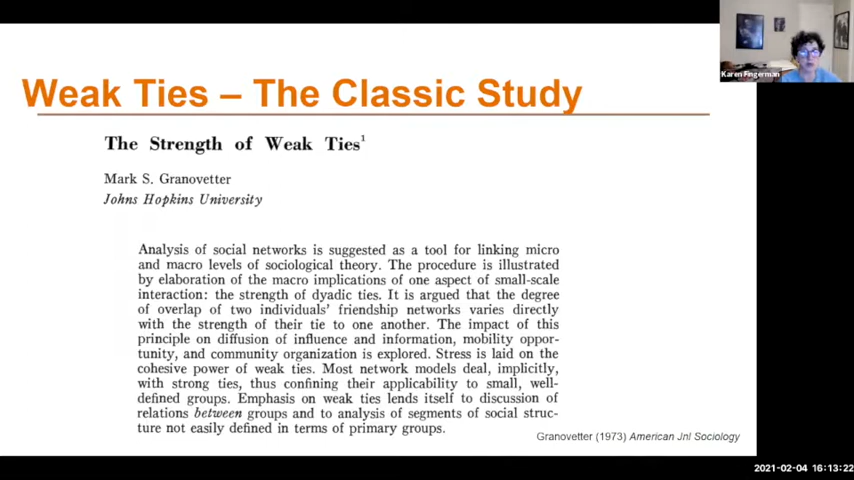 Karen Fingerman
Weak Ties – The Classic Study
The Strength of Weak Ties¹
Mark S. Granovetter
Johns Hopkins University
Analysis of social networks is suggested as a tool for linking micro
and macro levels of sociological theory. The procedure is illustrated
by elaboration of the macro implications of one aspect of small-scale
interaction: the strength of dyadic ties. It is argued that the degree
of overlap of two individuals' friendship networks varies directly
with the strength of their tie to one another. The impact of this
principle on diffusion of influence and information, mobility oppor-
tunity, and community organization is explored. Stress is laid on the
cohesive power of weak ties. Most network models deal, implicitly,
with strong ties, thus confining their applicability to small, well-
defined groups. Emphasis on weak ties lends itself to discussion of
relations between groups and to analysis of segments of social struc-
ture not easily defined in terms of primary groups.
Granovetter (1973) American Jnl Sociology
2021-02-04 16:13:22